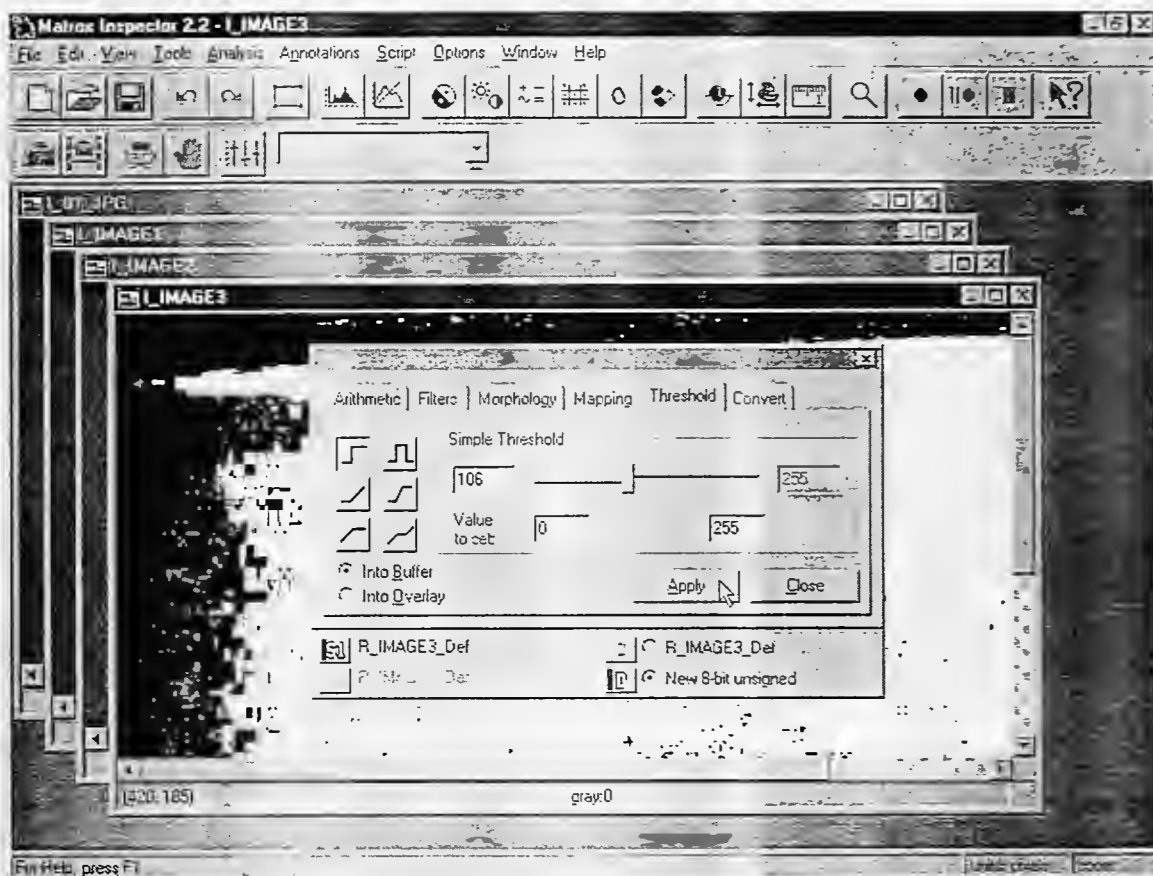 Matrox Inspector 2.2 - I_IMAGE3
File Edit View Tools Analysis Annotations Script Options Window Help
I_IMAGE1
I_IMAGE2
I_IMAGE3
Arithmetic Filters Morphology Mapping Threshold Convert
Simple Threshold
106 255
Value to set: 0 255
Into Buffer
Into Overlay
Apply Close
R_IMAGE3_Def R_IMAGE3_Def
New 8-bit unsigned
(420, 185) gray:0
For Help, press F1